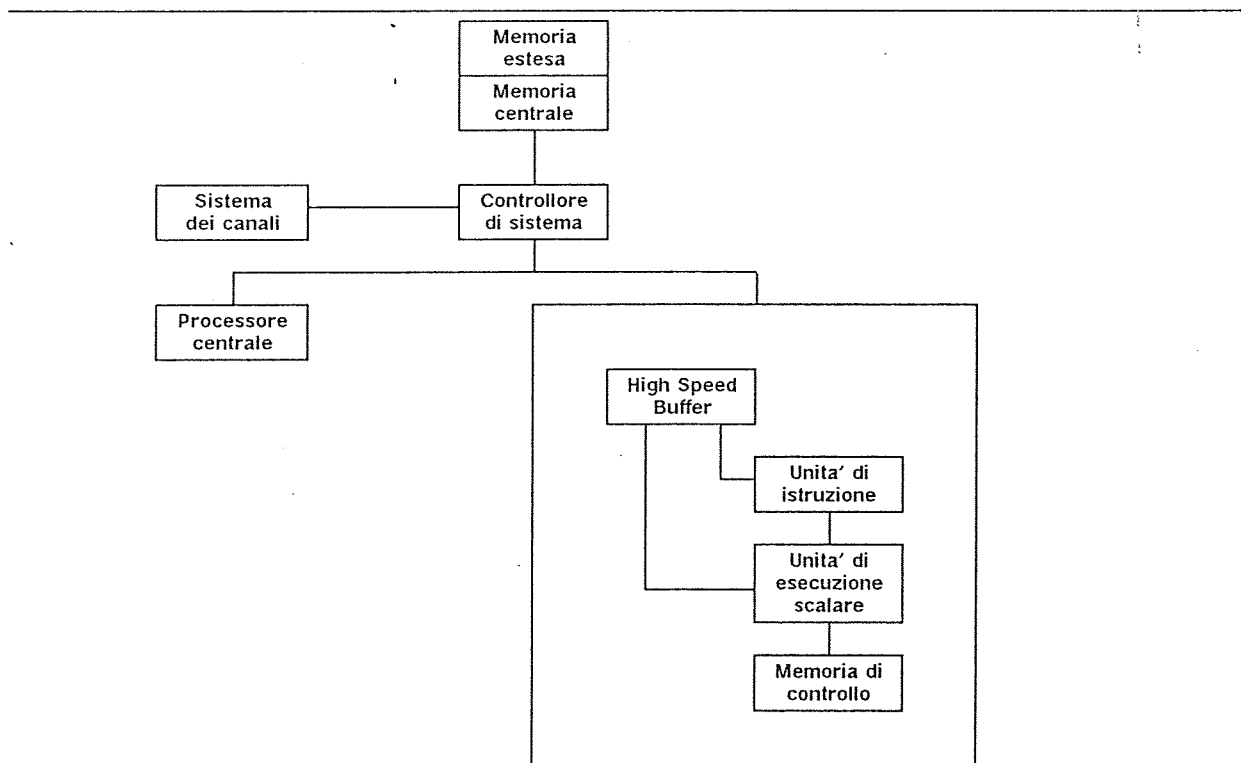 Memoria
estesa
Memoria
centrale
Sistema
dei canali
Controllore
di sistema
Processore
centrale
High Speed
Buffer
Unita' di
istruzione
Unita' di
esecuzione
scalare
Memoria di
controllo